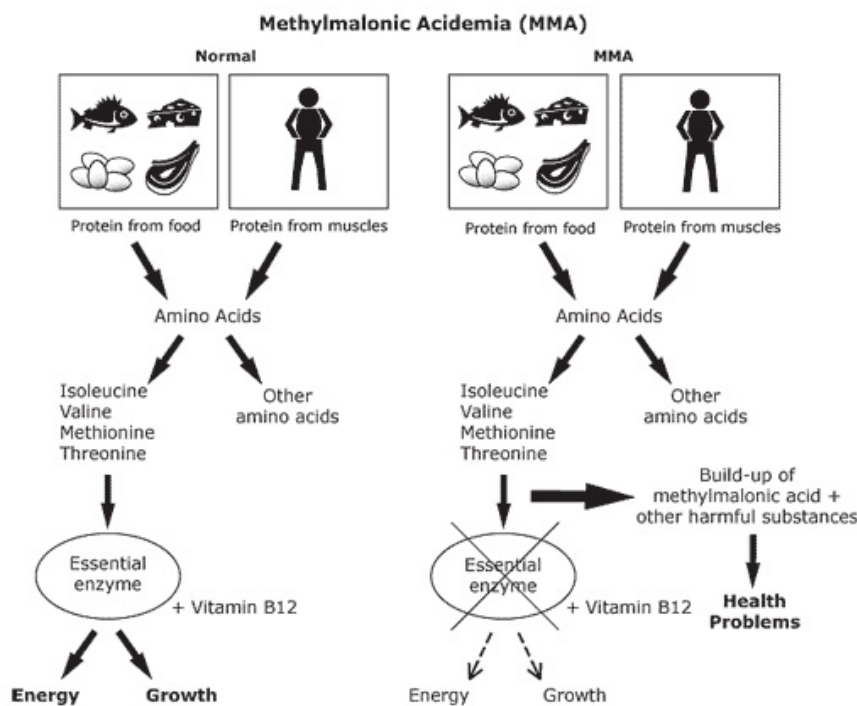 Methylmalonic Acidemia (MMA)
Normal
Protein from food
Protein from muscles
Amino Acids
Isoleucine
Valine
Methionine
Threonine
Other
amino acids
Essential
enzyme
+ Vitamin B12
Energy
Growth
MMA
Protein from food
Protein from muscles
Amino Acids
Isoleucine
Valine
Methionine
Threonine
Other
amino acids
Build-up of
methylmalonic acid +
other harmful substances
Health
Problems
Essential
enzyme
+ Vitamin B12
Energy
Growth